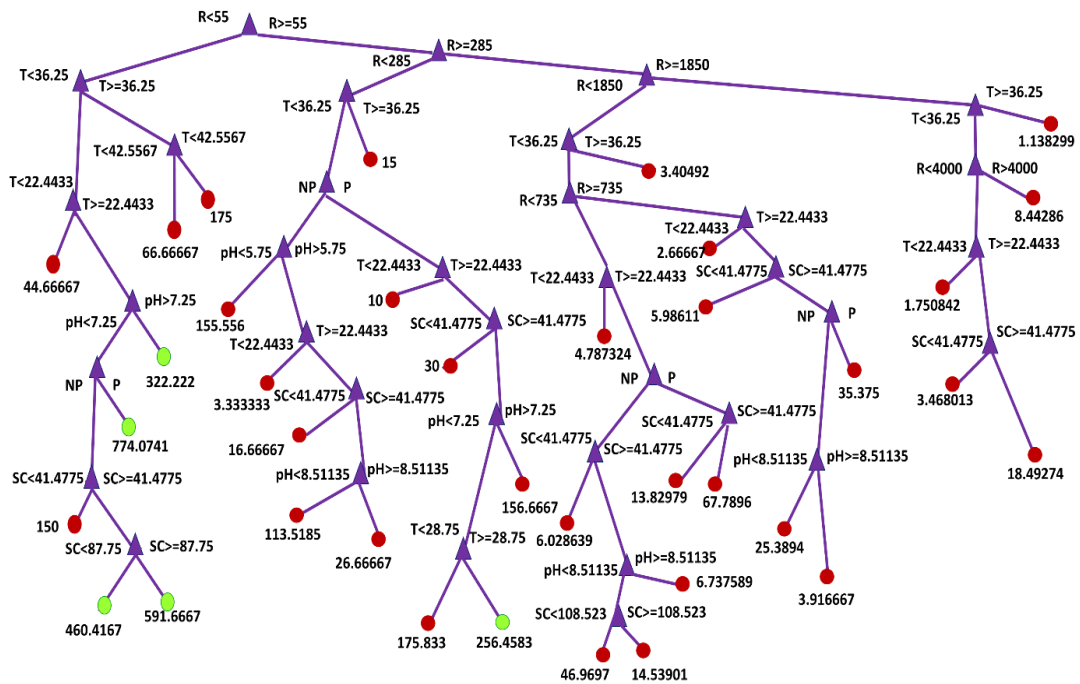 R<55 R>=55
R>=285
R<285
R>=1850
R<1850
T<36.25 T>=36.25
T<36.25 T>=36.25
T>=36.25
T<36.25
1.138299
T<42.5567 T<42.5567
15
T<36.25 T>=36.25
3.40492
R<4000 R>4000
8.44286
T<22.4433 T>=22.4433
175
66.66667
NP P
R>=735
R<735
T>=22.4433
T<22.4433
2.66667
44.66667
pH<5.75 pH>5.75
T<22.4433 T>=22.4433
10
T<22.4433 T>=22.4433
SC<41.4775 SC>=41.4775
T<22.4433 T>=22.4433
1.750842
pH>7.25
pH<7.25
322.222
155.556
T<22.4433 T>=22.4433
3.333333
SC<41.4775 SC>=41.4775
30
4.787324
5.98611
NP P
35.375
SC<41.4775 SC>=41.4775
3.468013
18.49274
NP P
774.0741
SC<41.4775 SC>=41.4775
16.66667
pH<7.25 pH>7.25
156.6667
NP P
SC<41.4775 SC>=41.4775
13.82979
67.7896
SC<41.4775 SC>=41.4775
6.028639
pH<8.51135 pH>=8.51135
25.3894
3.916667
SC<41.4775 SC>=41.4775
150
pH<8.51135 pH>=8.51135
113.5185
26.66667
SC<87.75 SC>=87.75
460.4167
591.6667
T<28.75 T>=28.75
175.833
256.4583
pH<8.51135 pH>=8.51135
6.737589
SC<108.523 SC>=108.523
46.9697
14.53901